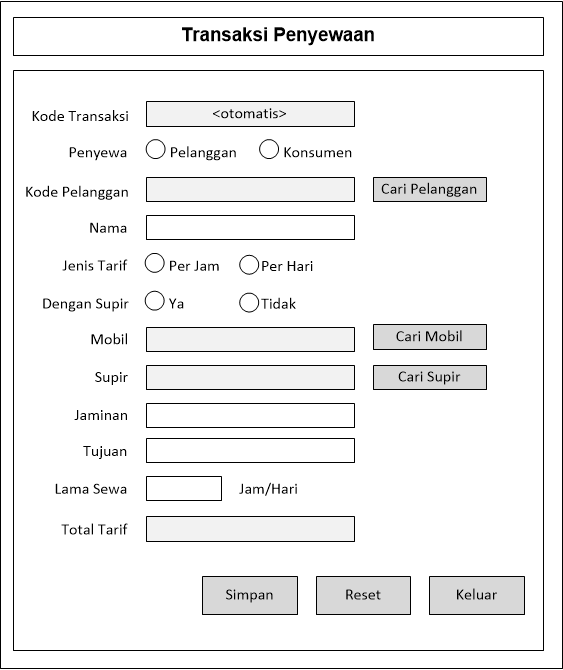 Transaksi Penyewaan
Kode Transaksi <otomatis>
Penyewa Pelanggan Konsumen
Kode Pelanggan Cari Pelanggan
Nama
Jenis Tarif Per Jam Per Hari
Dengan Supir Ya Tidak
Mobil Cari Mobil
Supir Cari Supir
Jaminan
Tujuan
Lama Sewa Jam/Hari
Total Tarif
Simpan Reset Keluar